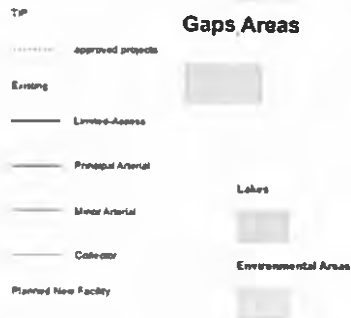 TIP
approved projects
Existing
Limited-Access
Principal Arterial
Minor Arterial
Collector
Planned New Facility
Gaps Areas
Lakes
Environmental Areas